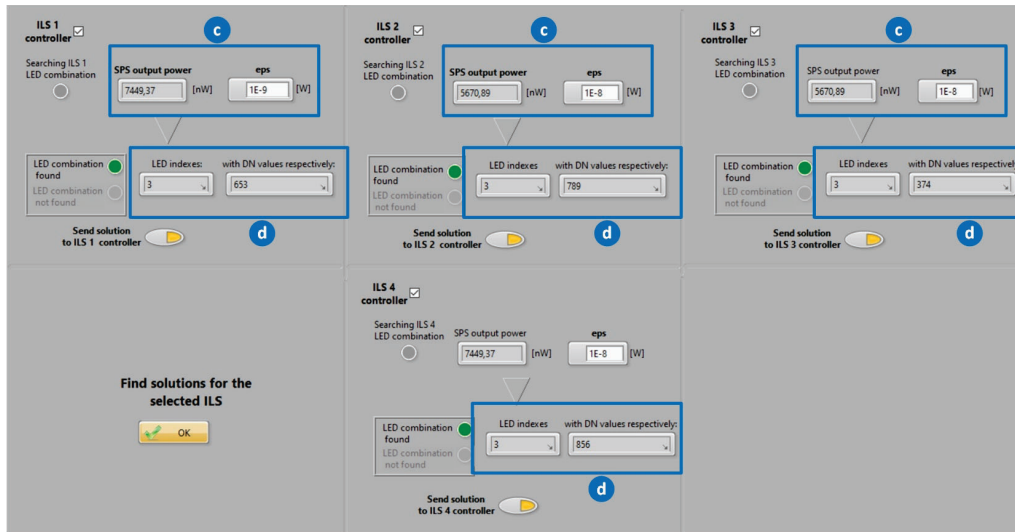 ILS 1
controller
c
Searching ILS 1
LED combination
SPS output power
eps
7449,37
[nW]
1E-9
[W]
LED combination
found
LED combination
not found
LED indexes:
with DN values respectively:
3
653
d
Send solution
to ILS 1 controller
ILS 2
controller
c
Searching ILS 2
LED combination
SPS output power
eps
5670,89
[nW]
1E-8
[W]
LED combination
found
LED combination
not found
LED indexes
with DN values respectively:
3
789
d
Send solution
to ILS 2 controller
ILS 3
controller
c
Searching ILS 3
LED combination
SPS output power
eps
5670,89
[nW]
1E-8
[W]
LED combination
found
LED combination
not found
LED indexes
with DN values respectively
3
374
d
Send solution
to ILS 3 controller
Find solutions for the
selected ILS
OK
ILS 4
controller
Searching ILS 4
LED combination
SPS output power
eps
7449,37
[nW]
1E-8
[W]
LED combination
found
LED combination
not found
LED indexes
with DN values respectively:
3
856
d
Send solution
to ILS 4 controller